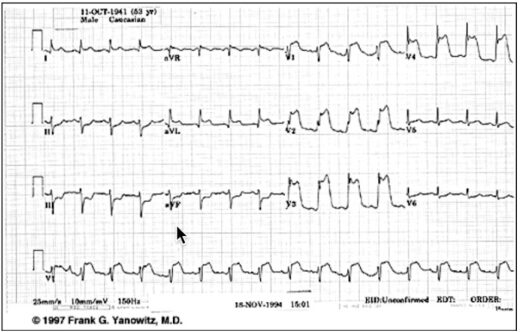 11-OCT-1941 (53 yr)
Male Caucasian
I aVR V1 V4
II aVL V2 V5
III aVF V3 V6
V1
25mm/s 10mm/mV 150Hz 18-NOV-1994 15:01 EID:Unconfirmed EDT: ORDER:
© 1997 Frank G. Yanowitz, M.D.